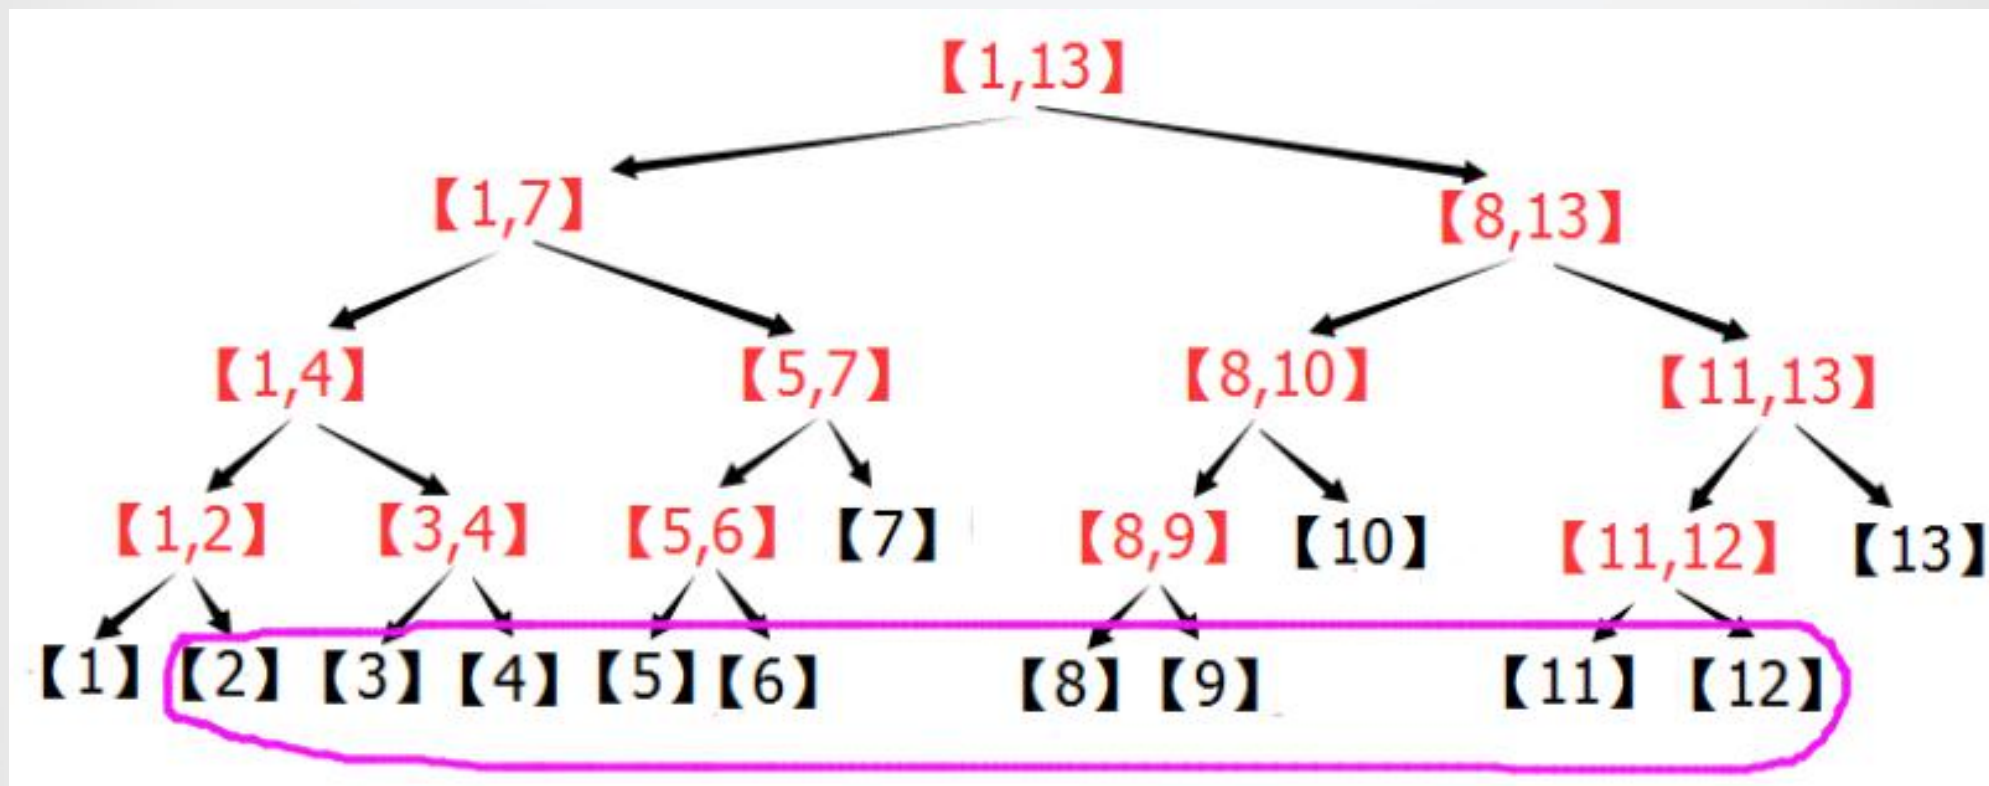 【1,13】
【1,7】 【8,13】
【1,4】 【5,7】 【8,10】 【11,13】
【1,2】 【3,4】 【5,6】 【7】 【8,9】 【10】 【11,12】 【13】
【1】 【2】 【3】 【4】 【5】 【6】 【8】 【9】 【11】 【12】